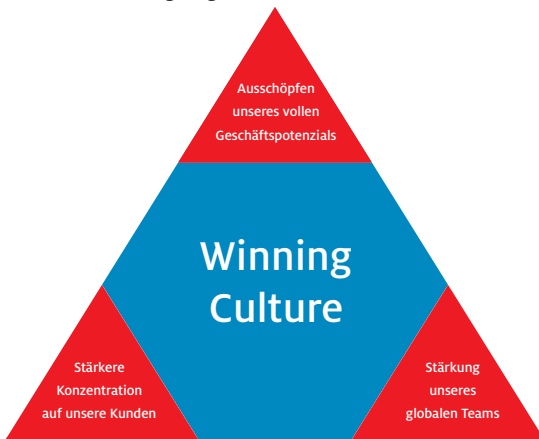 Ausschöpfen
unseres vollen
Geschäftspotenzials
Winning
Culture
Stärkere
Konzentration
auf unsere Kunden
Stärkung
unseres
globalen Teams